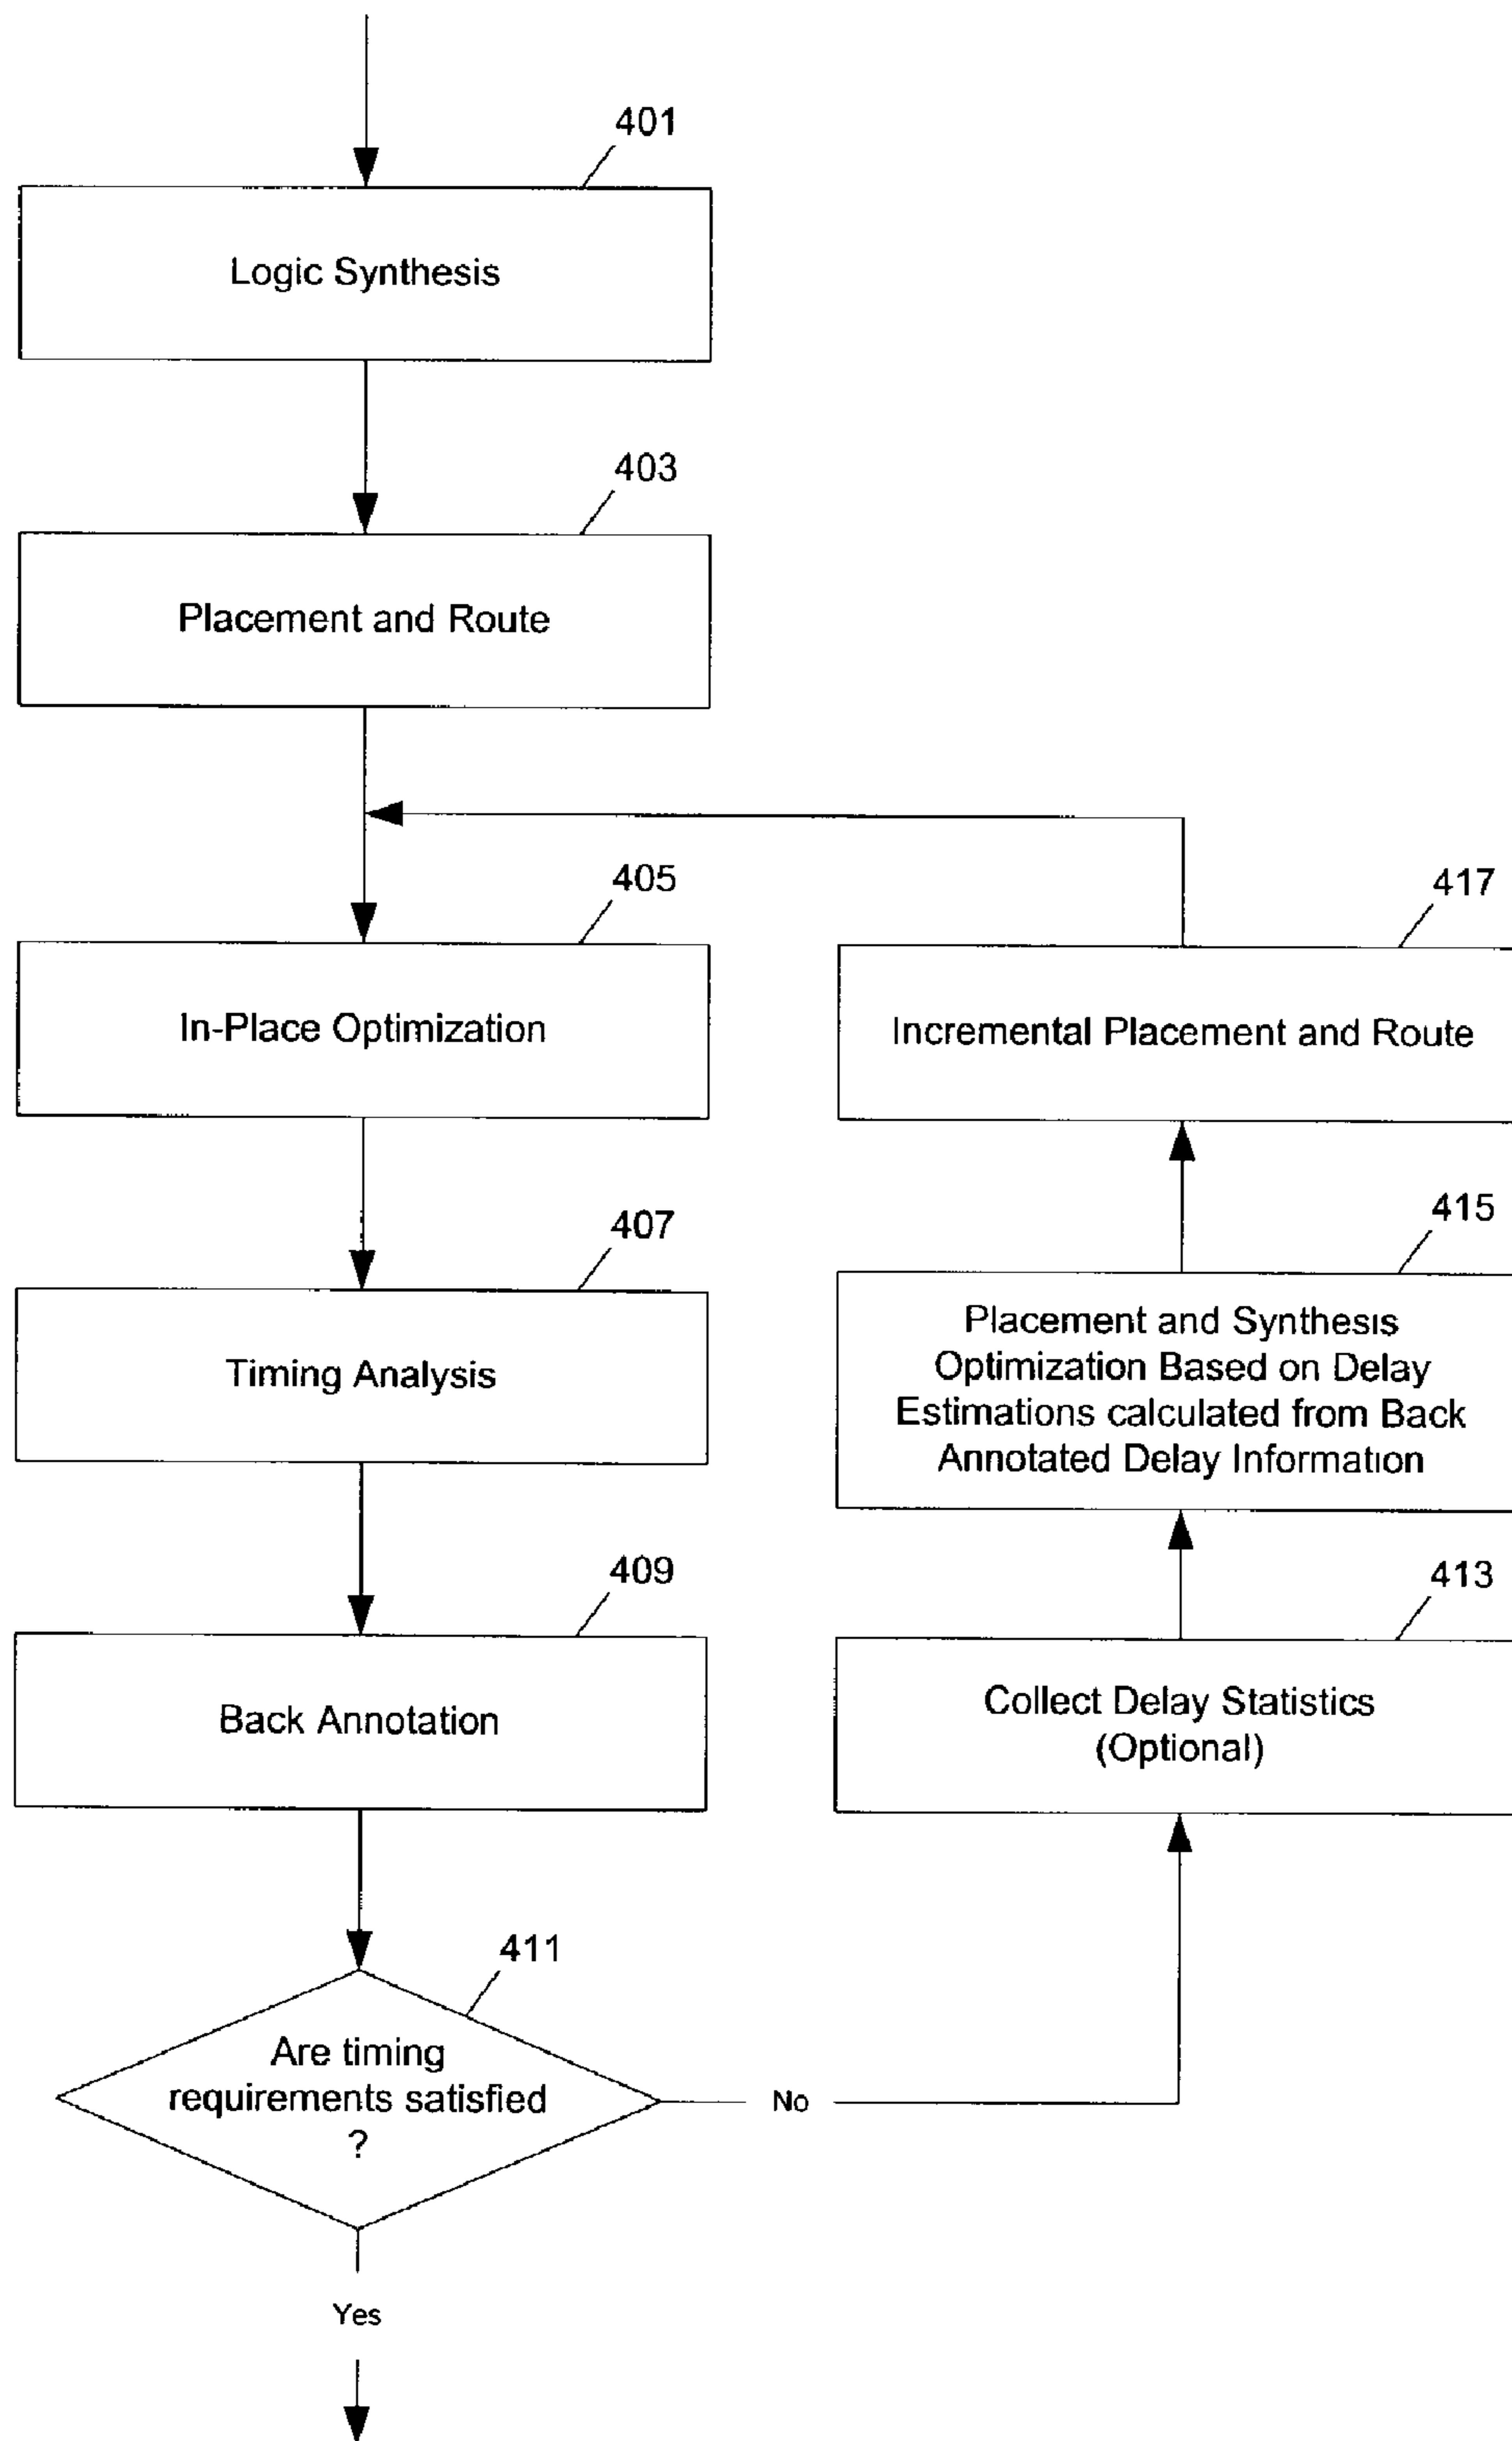 401
Logic Synthesis
403
Placement and Route
405
In-Place Optimization
407
Timing Analysis
409
Back Annotation
411
Are timing
requirements satisfied
?
No
Yes
417
Incremental Placement and Route
415
Placement and Synthesis
Optimization Based on Delay
Estimations calculated from Back
Annotated Delay Information
413
Collect Delay Statistics
(Optional)